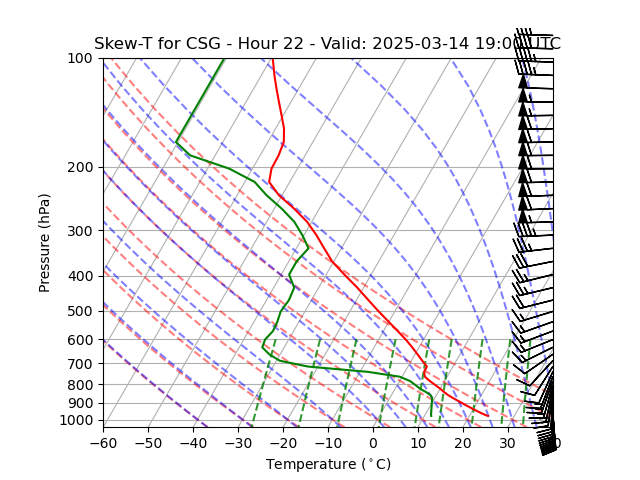 Skew-T for CSG - Hour 22 - Valid: 2025-03-14 19:00 UTC
100
200
300
400
500
600
700
800
900
1000
Pressure (hPa)
−60 −50 −40 −30 −20 −10 0 10 20 30
Temperature (°C)